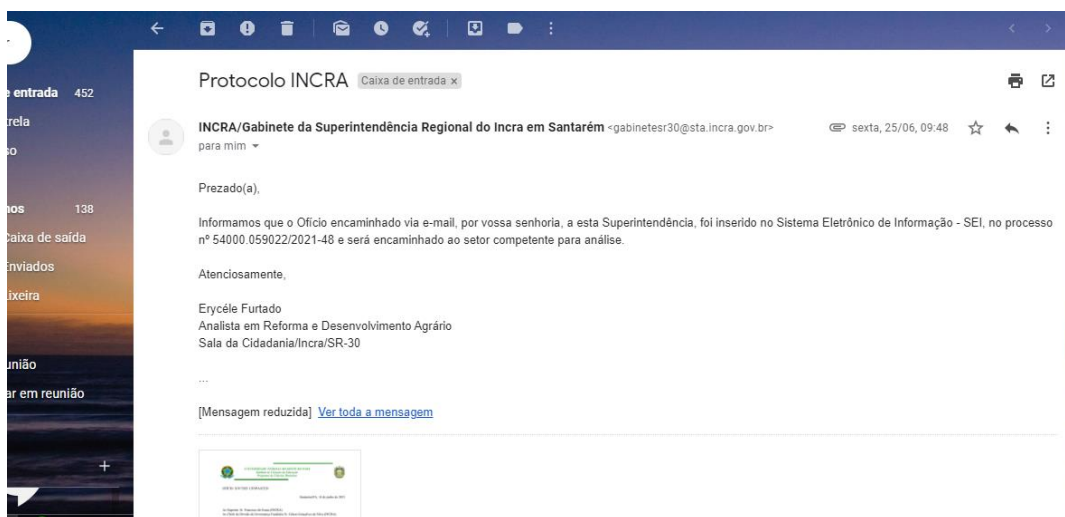 Protocolo INCRA Caixa de entrada x
e entrada 452
INCRA/Gabinete da Superintendência Regional do Incra em Santarém <gabinetesr30@sta.incra.gov.br> sexta, 25/06, 09:48
trela
para mim
so
Prezado(a),
nos 138
Informamos que o Ofício encaminhado via e-mail, por vossa senhoria, a esta Superintendência, foi inserido no Sistema Eletrônico de Informação - SEI, no processo
Caixa de saída
nº 54000.059022/2021-48 e será encaminhado ao setor competente para análise.
Enviados
Atenciosamente,
ixeira
Erycéle Furtado
Analista em Reforma e Desenvolvimento Agrário
Sala da Cidadania/Incra/SR-30
união
...
ar em reunião
[Mensagem reduzida] Ver toda a mensagem
+